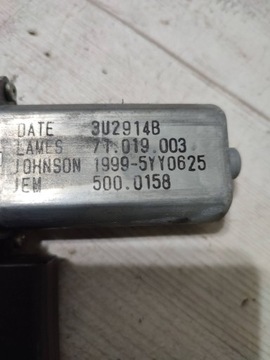 DATE 3U2914B
LAMES 71.019.003
JOHNSON 1999-5YY0625
JEM 500.0158